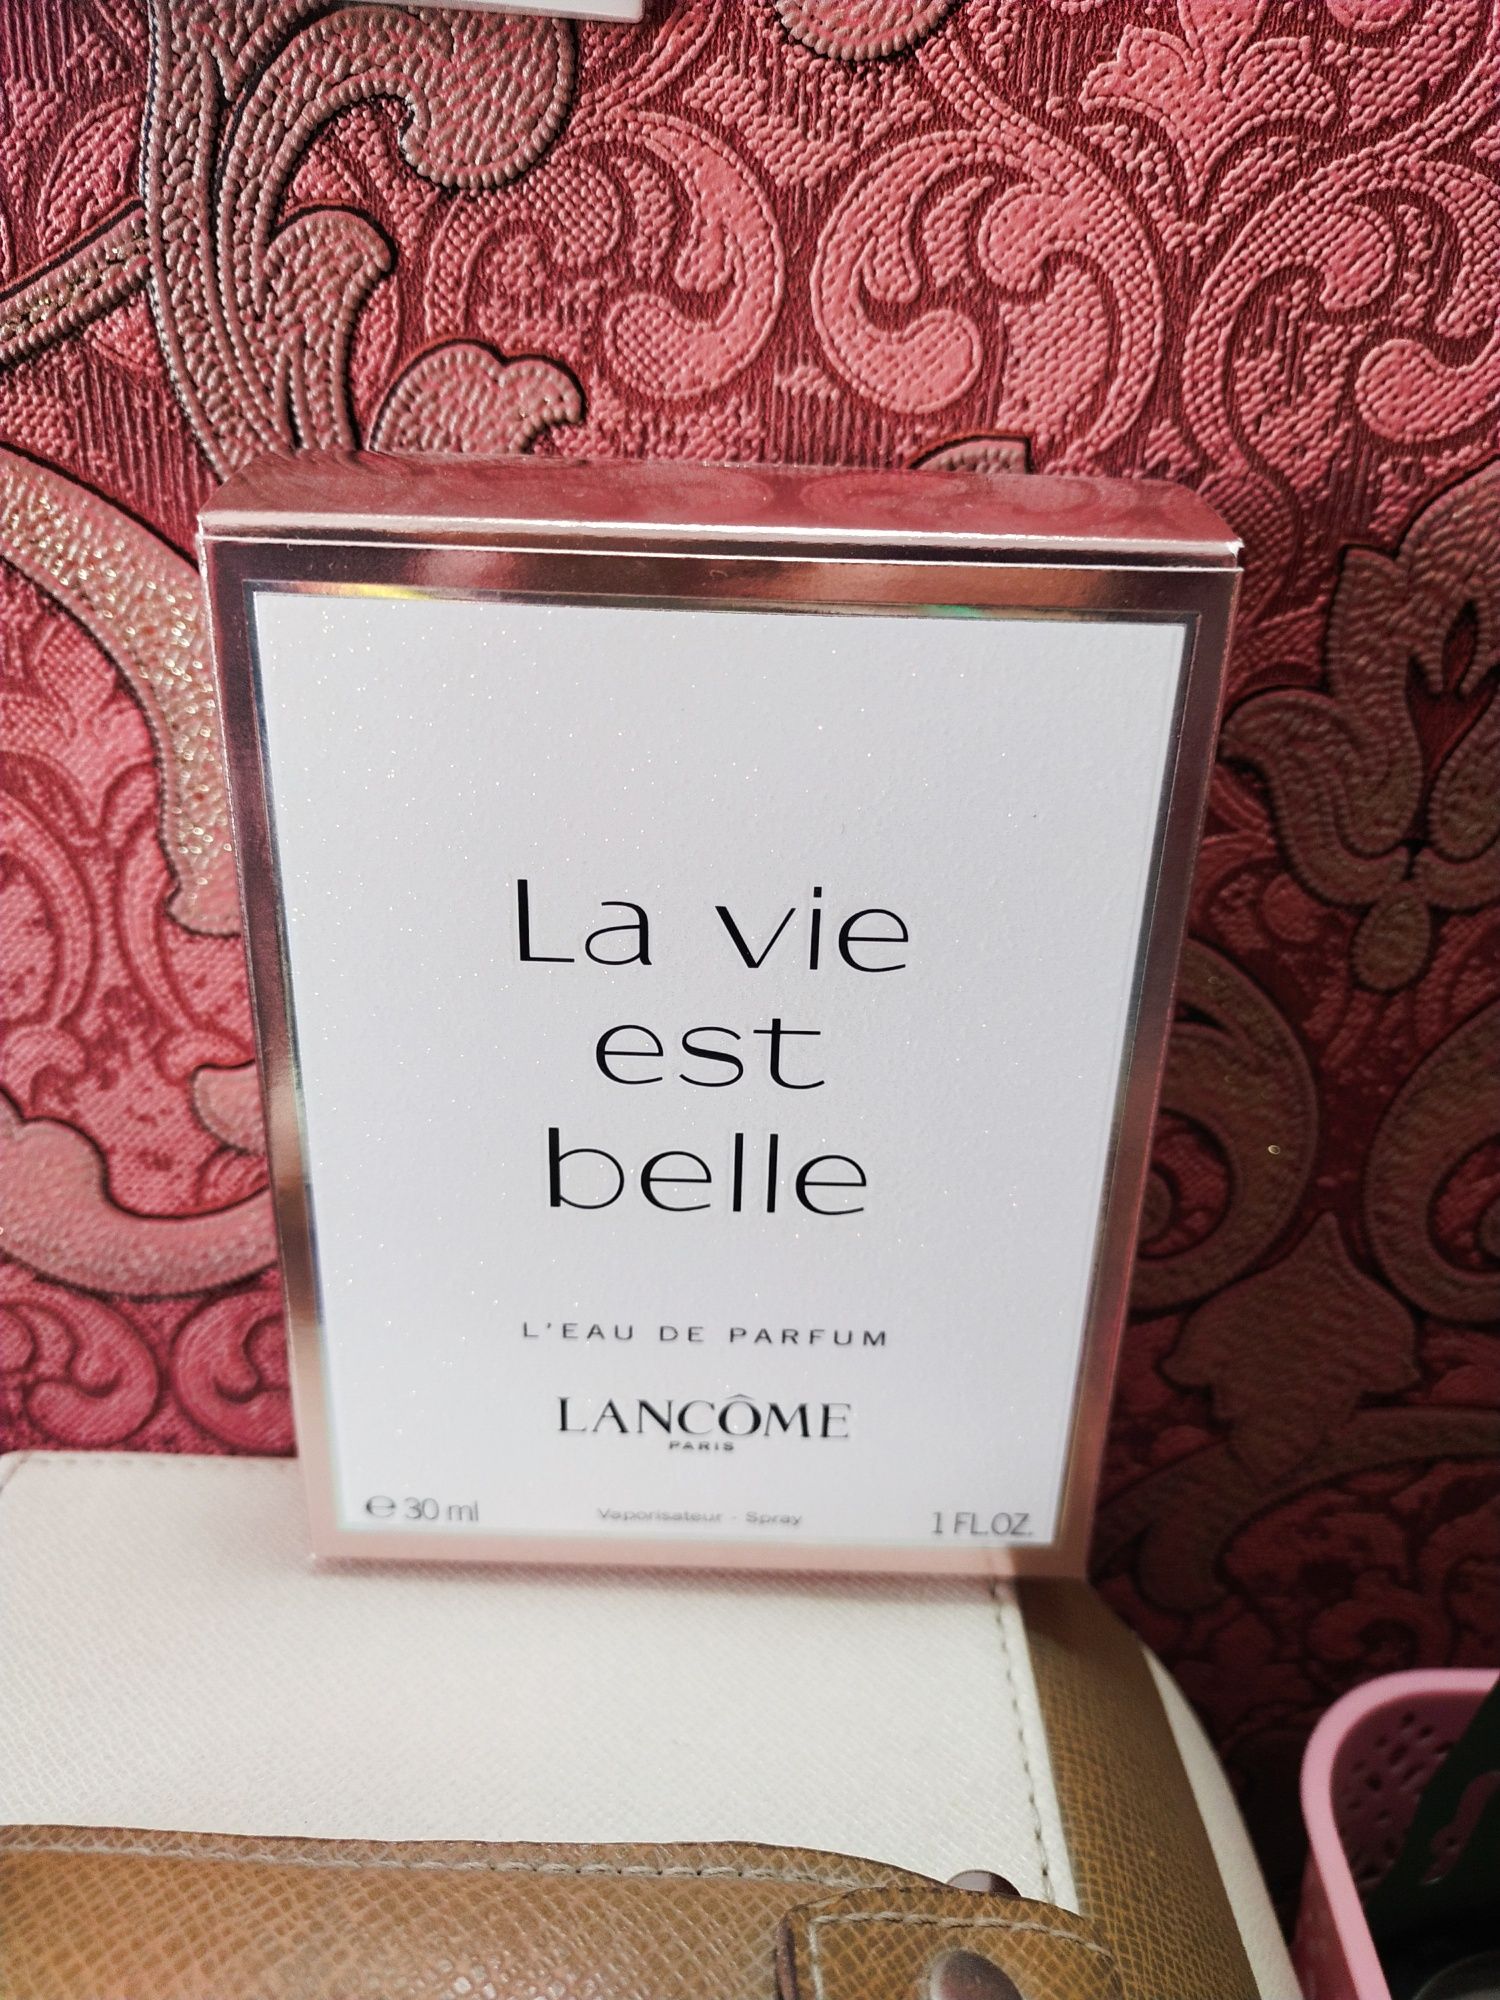 La vie
est
belle
L'EAU DE PARFUM
LANCÔME
PARIS
℮ 30 ml Vaporisateur - Spray 1 FL.OZ.